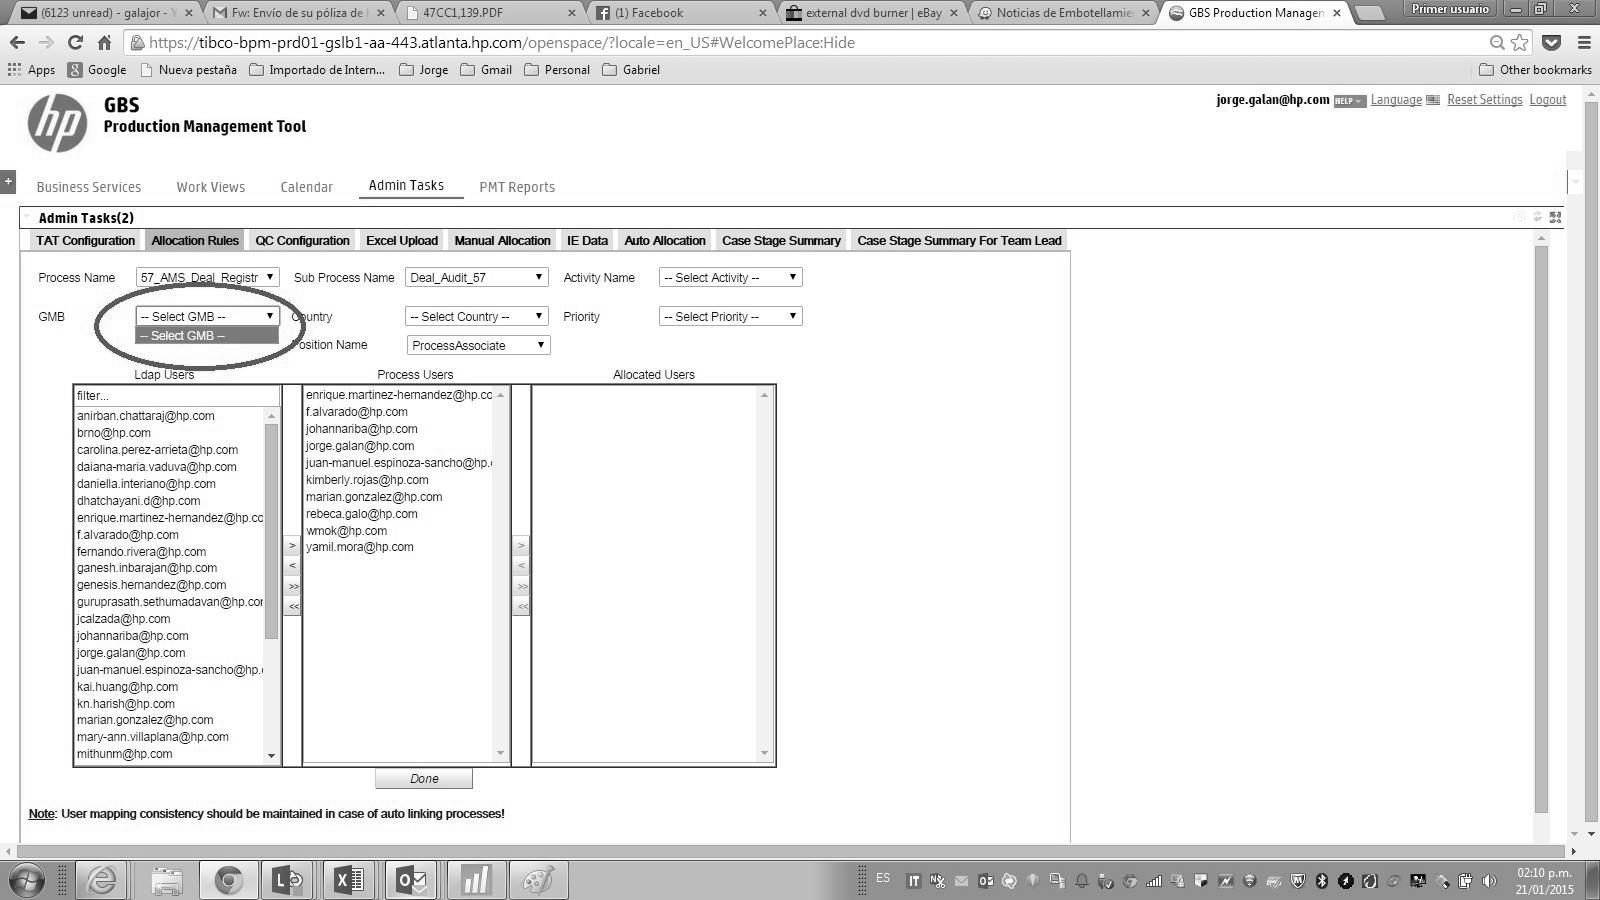 (6123 unread) - galajor - Y
Fw: Envío de su póliza de
47CC1,139.PDF
(1) Facebook
external dvd burner | eBay
Noticias de Embotellamie
GBS Production Managem
Primer usuario
https://tibco-bpm-prd01-gslb1-aa-443.atlanta.hp.com/openspace/?locale=en_US#WelcomePlace:Hide
Apps Google Nueva pestaña Importado de Intern... Jorge Gmail Personal Gabriel Other bookmarks
hp
GBS
Production Management Tool
jorge.galan@hp.com HELP Language Reset Settings Logout
+
Business Services Work Views Calendar Admin Tasks PMT Reports
Admin Tasks(2)
TAT Configuration Allocation Rules QC Configuration Excel Upload Manual Allocation IE Data Auto Allocation Case Stage Summary Case Stage Summary For Team Lead
Process Name 57_AMS_Deal_Registr Sub Process Name Deal_Audit_57 Activity Name -- Select Activity --
GMB -- Select GMB -- Country -- Select Country -- Priority -- Select Priority --
-- Select GMB --
Position Name ProcessAssociate
Ldap Users Process Users Allocated Users
filter...
anirban.chattaraj@hp.com
brno@hp.com
carolina.perez-arrieta@hp.com
daiana-maria.vaduva@hp.com
daniella.interiano@hp.com
dhatchayani.d@hp.com
enrique.martinez-hernandez@hp.co
f.alvarado@hp.com
fernando.rivera@hp.com
ganesh.inbarajan@hp.com
genesis.hernandez@hp.com
guruprasath.sethumadavan@hp.cor
jcalzada@hp.com
johannariba@hp.com
jorge.galan@hp.com
juan-manuel.espinoza-sancho@hp.
kai.huang@hp.com
kn.harish@hp.com
marian.gonzalez@hp.com
mary-ann.villaplana@hp.com
mithunm@hp.com
>
<
>>
<<
enrique.martinez-hernandez@hp.co
f.alvarado@hp.com
johannariba@hp.com
jorge.galan@hp.com
juan-manuel.espinoza-sancho@hp.
kimberly.rojas@hp.com
marian.gonzalez@hp.com
rebeca.galo@hp.com
wmok@hp.com
yamil.mora@hp.com
>
<
>>
<<
Done
Note: User mapping consistency should be maintained in case of auto linking processes!
ES
02:10 p.m.
21/01/2015